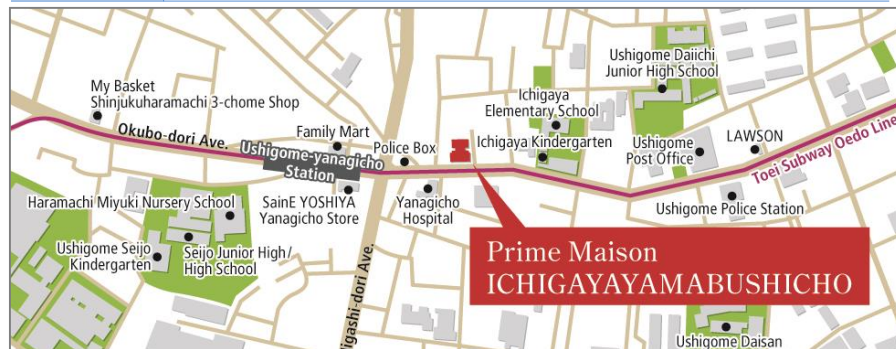 My Basket
Shinjukuharamachi 3-chome Shop
Okubo-dori Ave.
Family Mart
Ushigome-yanagicho
Station
Police Box
Ichigaya
Elementary School
Ichigaya Kindergarten
Ushigome Daiichi
Junior High School
Ushigome
Post Office
LAWSON
Toei Subway Oedo Line
Haramachi Miyuki Nursery School
SainE YOSHIYA
Yanagicho Store
Yanagicho
Hospital
Ushigome Police Station
Ushigome Seijo
Kindergarten
Seijo Junior High/
High School
Prime Maison
ICHIGAYAYAMABUSHICHO
igashi-dori Ave.
Ushigome Daisan